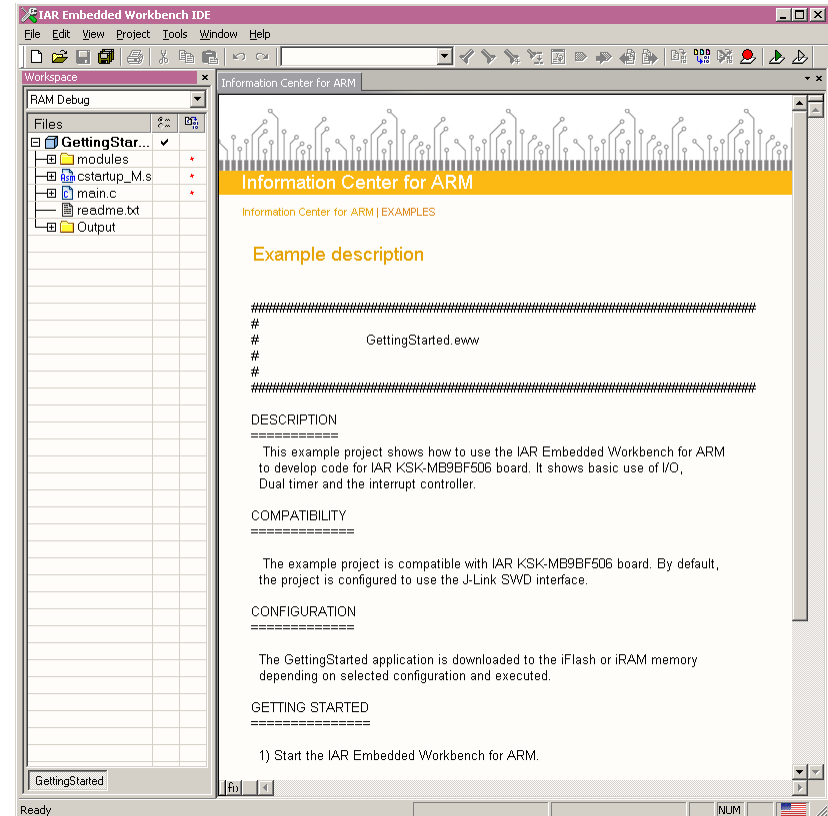 IAR Embedded Workbench IDE
File Edit View Project Tools Window Help
Workspace
Information Center for ARM
RAM Debug
Files
GettingStar...
modules
cstartup_M.s
main.c
readme.txt
Output
Information Center for ARM
Information Center for ARM | EXAMPLES
Example description
########################################################################
#
# GettingStarted.eww
#
#
########################################################################
DESCRIPTION
===========
This example project shows how to use the IAR Embedded Workbench for ARM
to develop code for IAR KSK-MB9BF506 board. It shows basic use of I/O,
Dual timer and the interrupt controller.
COMPATIBILITY
=============
The example project is compatible with IAR KSK-MB9BF506 board. By default,
the project is configured to use the J-Link SWD interface.
CONFIGURATION
=============
The GettingStarted application is downloaded to the iFlash or iRAM memory
depending on selected configuration and executed.
GETTING STARTED
===============
1) Start the IAR Embedded Workbench for ARM.
GettingStarted
Ready
NUM